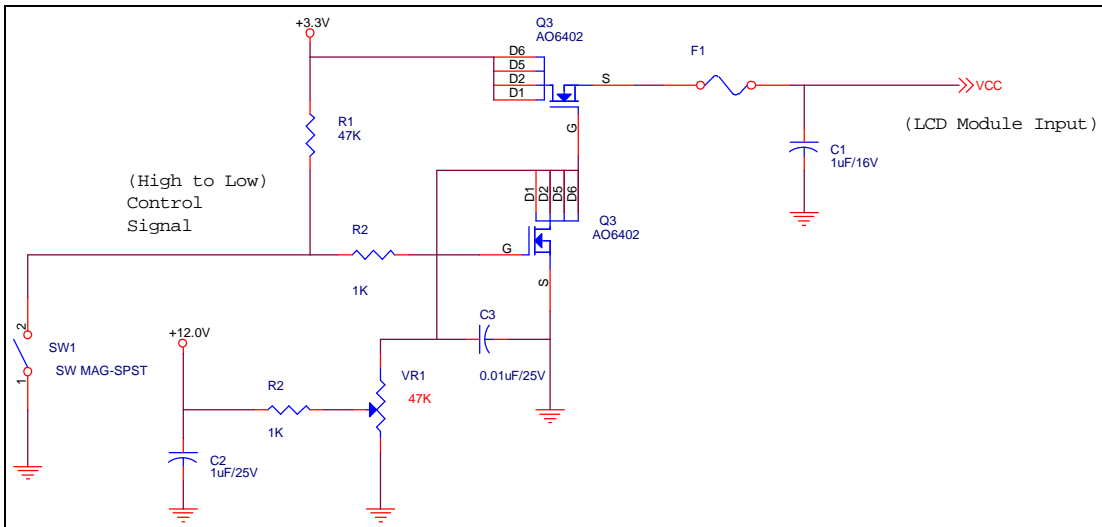 +3.3V
Q3
AO6402
D6
D5
D2
D1
S
G
F1
VCC
(LCD Module Input)
R1
47K
C1
1uF/16V
(High to Low)
Control
Signal
D1
D2
D5
D6
Q3
AO6402
R2
1K
G
S
2
1
SW1
SW MAG-SPST
+12.0V
C3
0.01uF/25V
R2
1K
VR1
47K
C2
1uF/25V